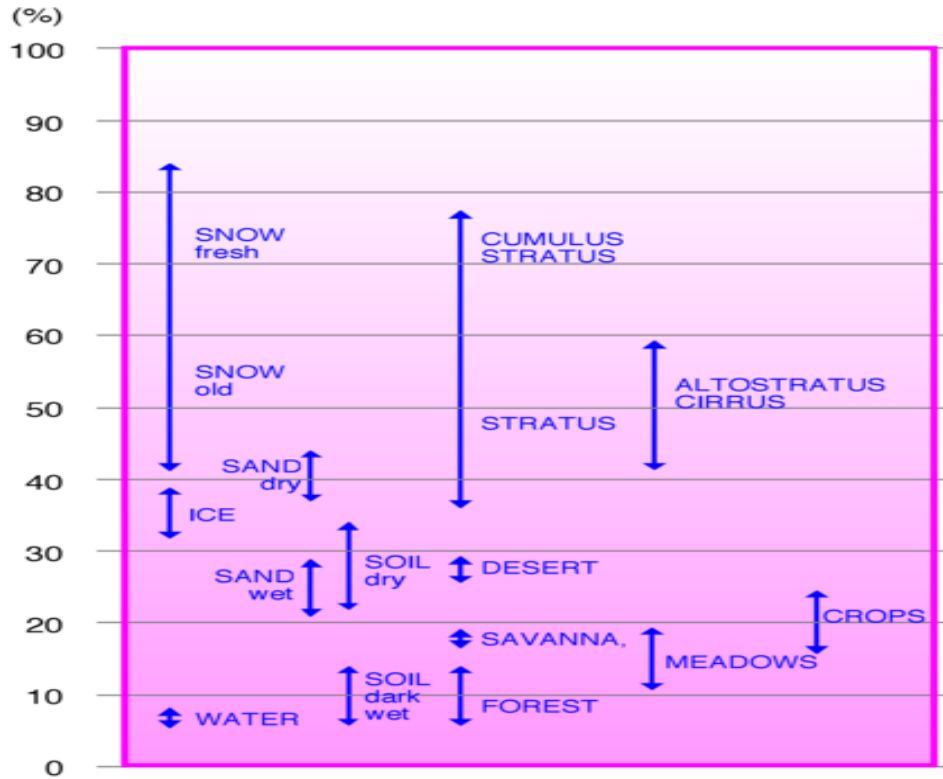 (%)
100
90
80
70
60
50
40
30
20
10
0
SNOW
fresh
SNOW
old
ICE
WATER
SAND
dry
SAND
wet
SOIL
dry
SOIL
dark
wet
CUMULUS
STRATUS
STRATUS
DESERT
SAVANNA,
FOREST
ALTOSTRATUS
CIRRUS
MEADOWS
CROPS